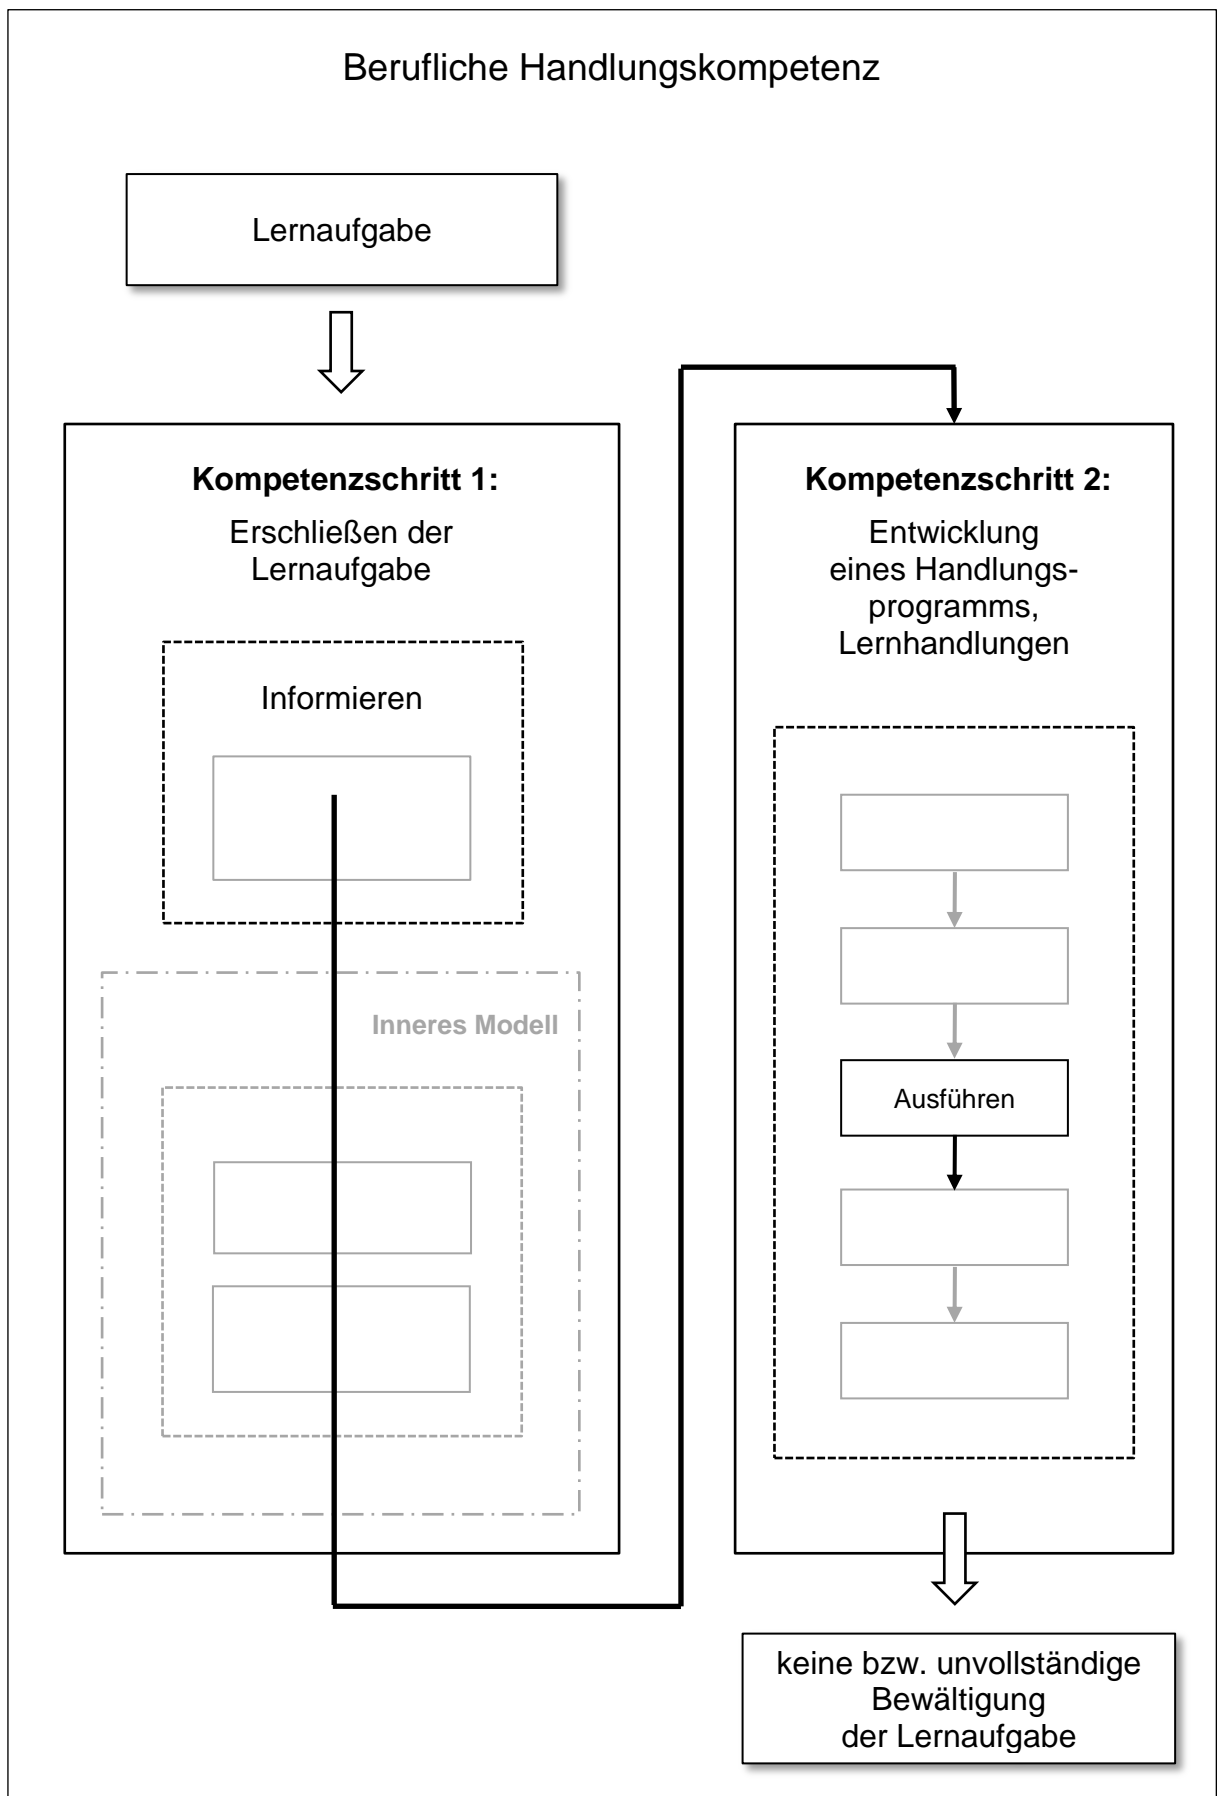 Berufliche Handlungskompetenz
Lernaufgabe
Kompetenzschritt 1:
Erschließen der
Lernaufgabe
Informieren
Inneres Modell
Kompetenzschritt 2:
Entwicklung
eines Handlungs-
programms,
Lernhandlungen
Ausführen
keine bzw. unvollständige
Bewältigung
der Lernaufgabe